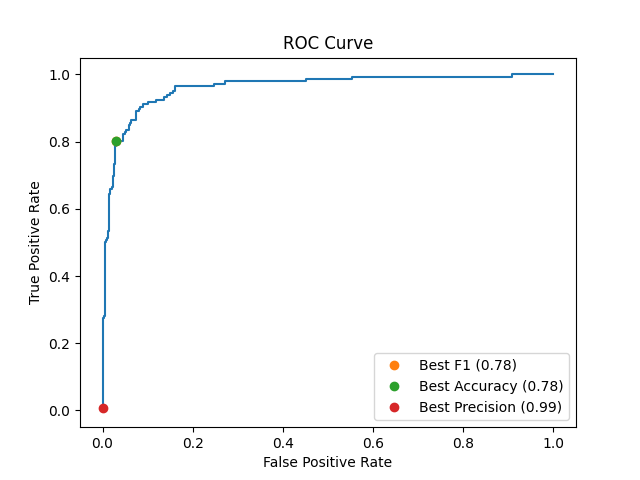 ROC Curve
True Positive Rate
1.0
0.8
0.6
0.4
0.2
0.0
0.0 0.2 0.4 0.6 0.8 1.0
False Positive Rate
Best F1 (0.78)
Best Accuracy (0.78)
Best Precision (0.99)